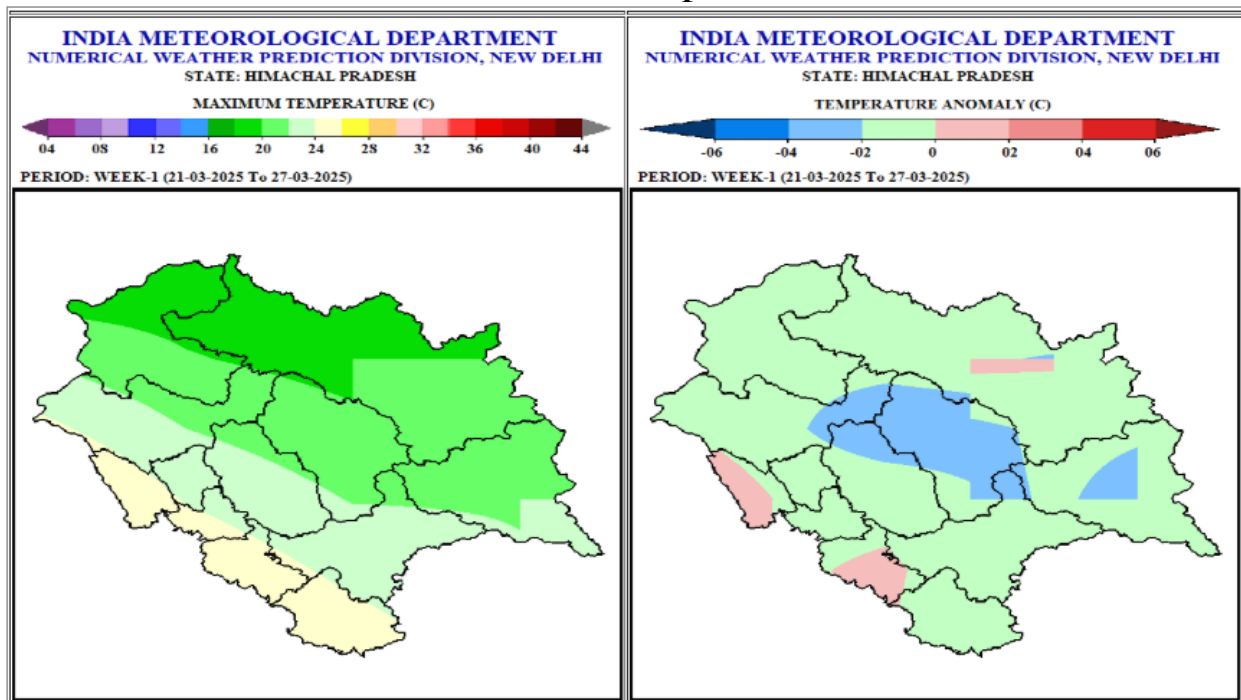 INDIA METEOROLOGICAL DEPARTMENT
NUMERICAL WEATHER PREDICTION DIVISION, NEW DELHI
STATE: HIMACHAL PRADESH
MAXIMUM TEMPERATURE (C)
04 08 12 16 20 24 28 32 36 40 44
PERIOD: WEEK-1 (21-03-2025 To 27-03-2025)
INDIA METEOROLOGICAL DEPARTMENT
NUMERICAL WEATHER PREDICTION DIVISION, NEW DELHI
STATE: HIMACHAL PRADESH
TEMPERATURE ANOMALY (C)
-06 -04 -02 0 02 04 06
PERIOD: WEEK-1 (21-03-2025 To 27-03-2025)